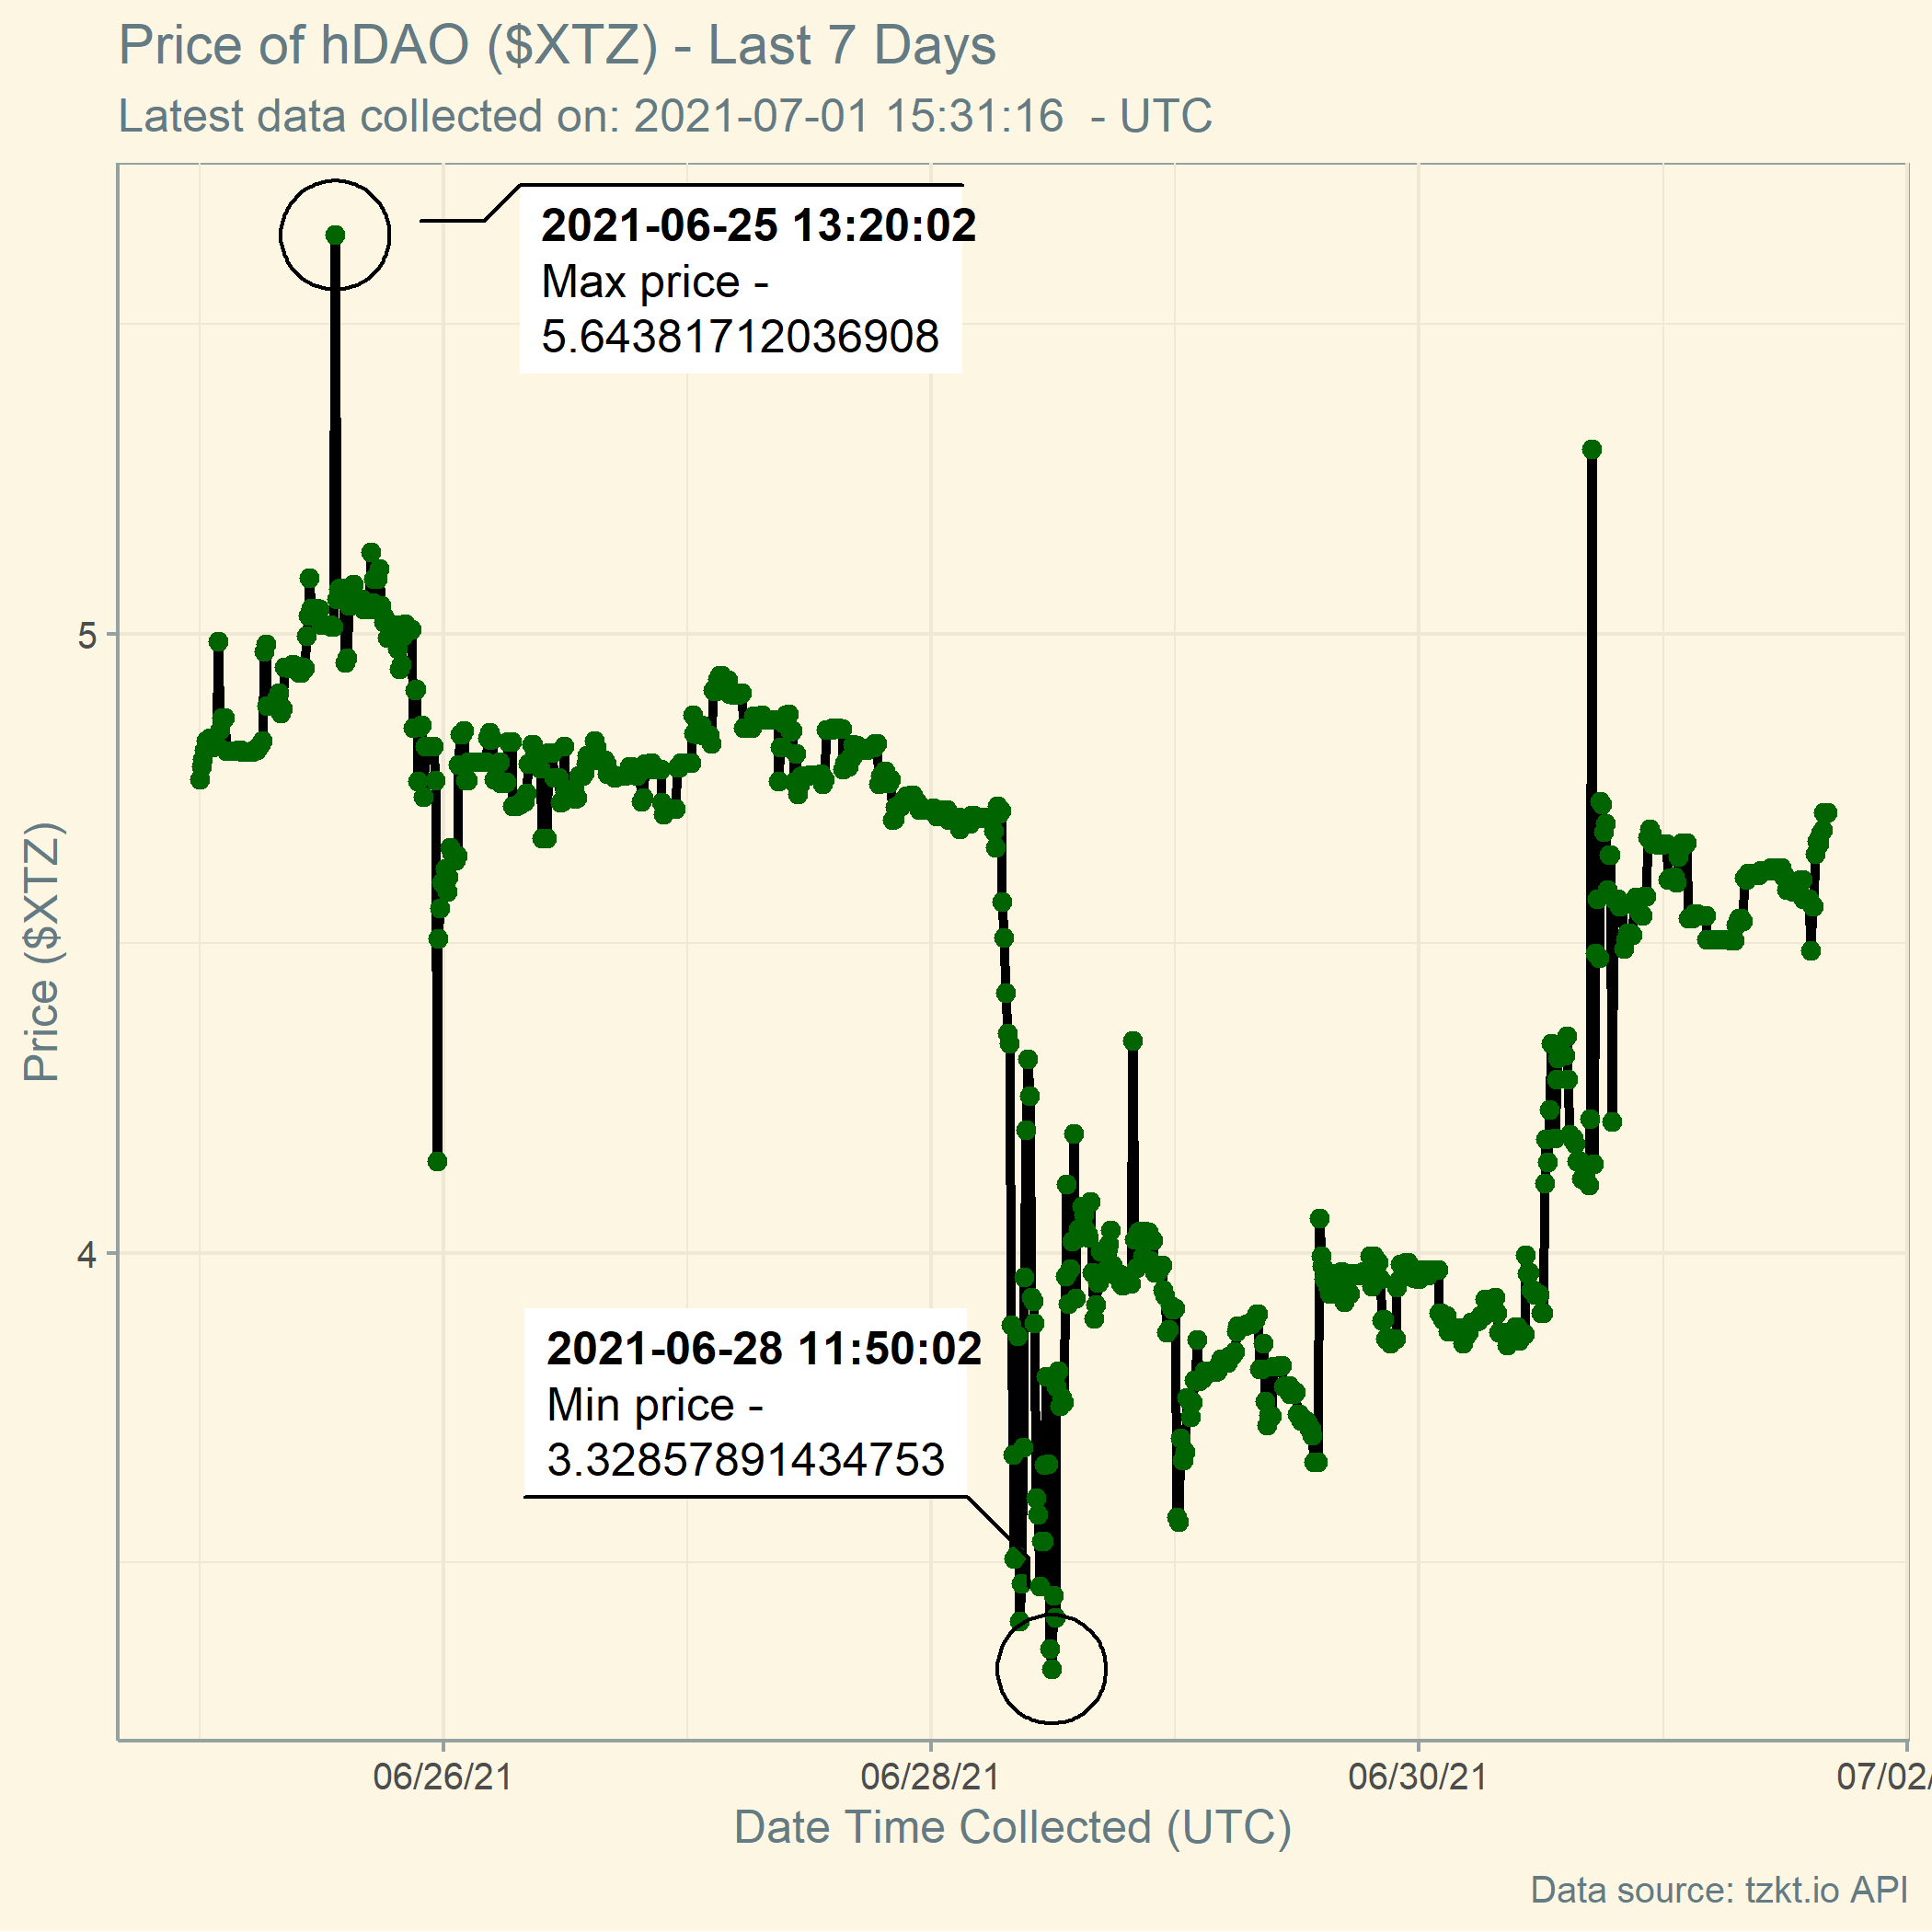 Price of hDAO ($XTZ) - Last 7 Days
Latest data collected on: 2021-07-01 15:31:16  - UTC
2021-06-25 13:20:02
Max price -
5.64381712036908
5
Price ($XTZ)
4
2021-06-28 11:50:02
Min price -
3.32857891434753
06/26/21
06/28/21
06/30/21
07/02/
Date Time Collected (UTC)
Data source: tzkt.io API